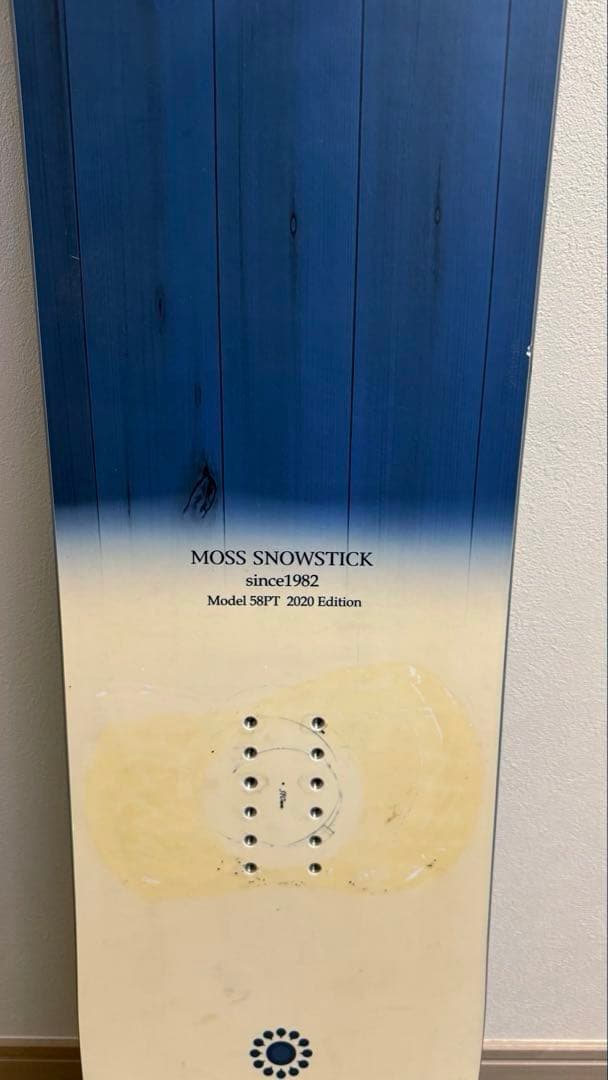 MOSS SNOWSTICK
since1982
Model 58PT 2020 Edition